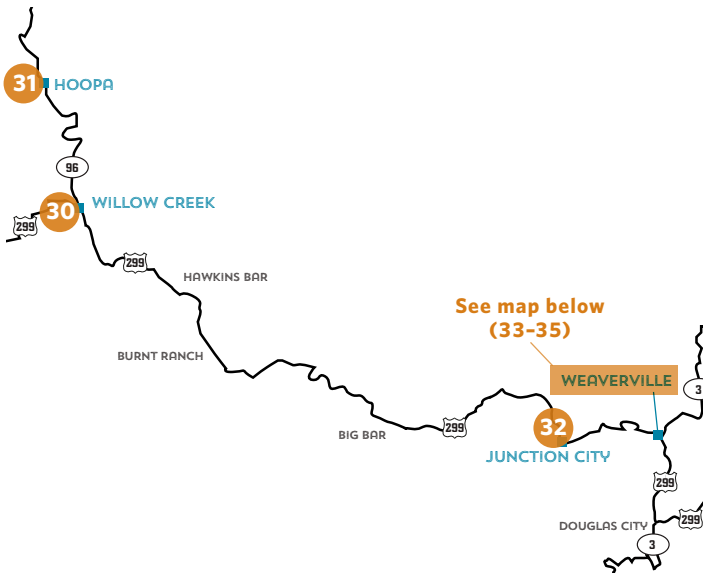 31
HOOPA
96
30
WILLOW CREEK
299
299
HAWKINS BAR
See map below
(33-35)
BURNT RANCH
WEAVERVILLE
3
32
299
BIG BAR
JUNCTION CITY
299
DOUGLAS CITY
299
3